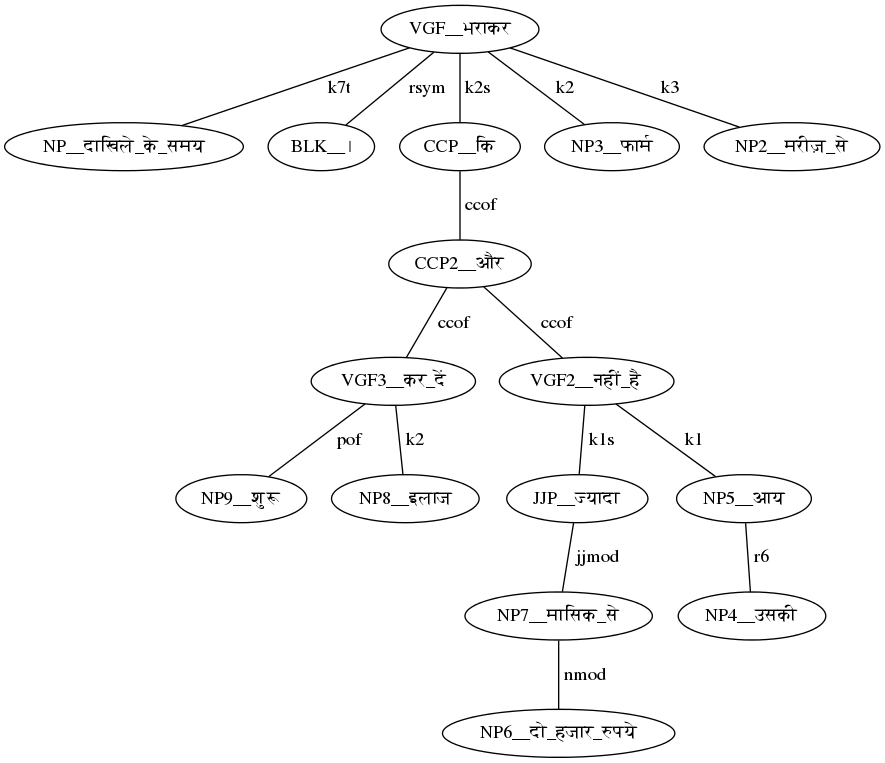 VGF__भराकर
k7t rsym k2s k2 k3
NP__दाखिले_के_समय BLK__। CCP__कि NP3__फार्म NP2__मरीज़_से
ccof
CCP2__और
ccof ccof
VGF3__कर_दें VGF2__नहीं_है
pof k2 k1s k1
NP9__शुरू NP8__इलाज JJP__ज्यादा NP5__आय
jjmod r6
NP7__मासिक_से NP4__उसकी
nmod
NP6__दो_हजार_रुपये